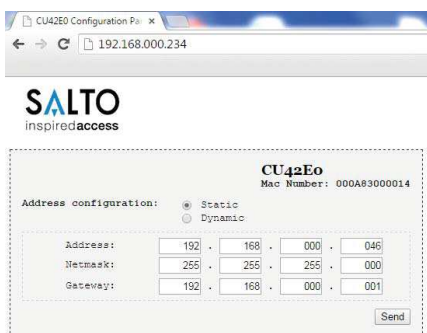 CU42E0 Configuration Pa
192.168.000.234
SALTO
inspiredaccess
CU42E0
Mac Number: 000A83000014
Address configuration: Static
Dynamic
Address: 192 . 168 . 000 . 046
Netmask: 255 . 255 . 255 . 000
Gateway: 192 . 168 . 000 . 001
Send